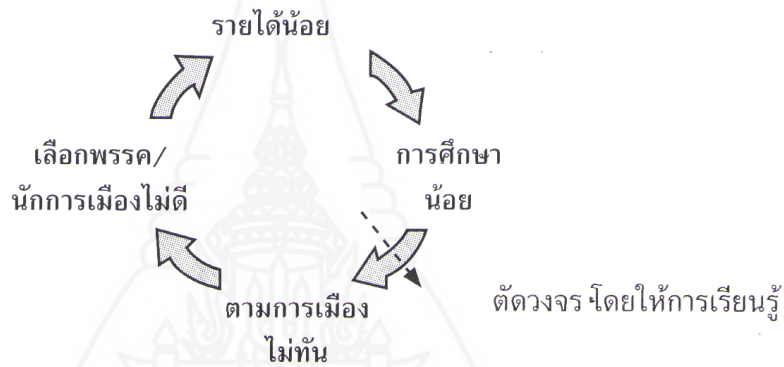 รายได้น้อย
การศึกษา
น้อย
ตามการเมือง
ไม่ทัน
เลือกพรรค/
นักการเมืองไม่ดี
ตัดวงจร โดยให้การเรียนรู้